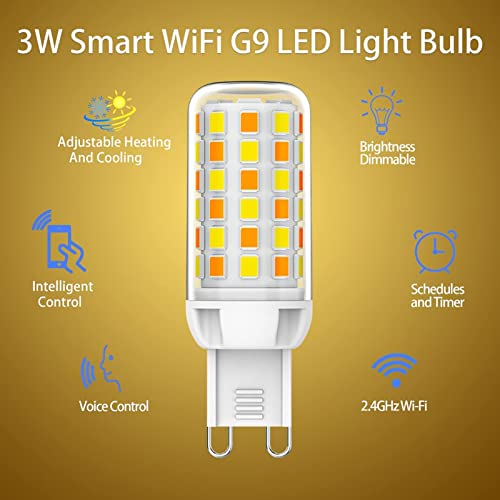 3W Smart WiFi G9 LED Light Bulb
Adjustable Heating
And Cooling
Brightness
Dimmable
Intelligent
Control
Schedules
and Timer
Voice Control
2.4GHz Wi-Fi